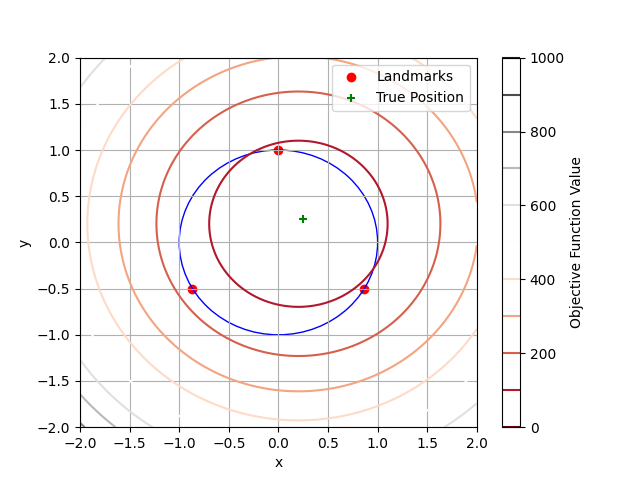 Landmarks
True Position
2.0
1.5
1.0
0.5
0.0
−0.5
−1.0
−1.5
−2.0
y
−2.0 −1.5 −1.0 −0.5 0.0 0.5 1.0 1.5 2.0
x
1000
800
600
400
200
0
Objective Function Value